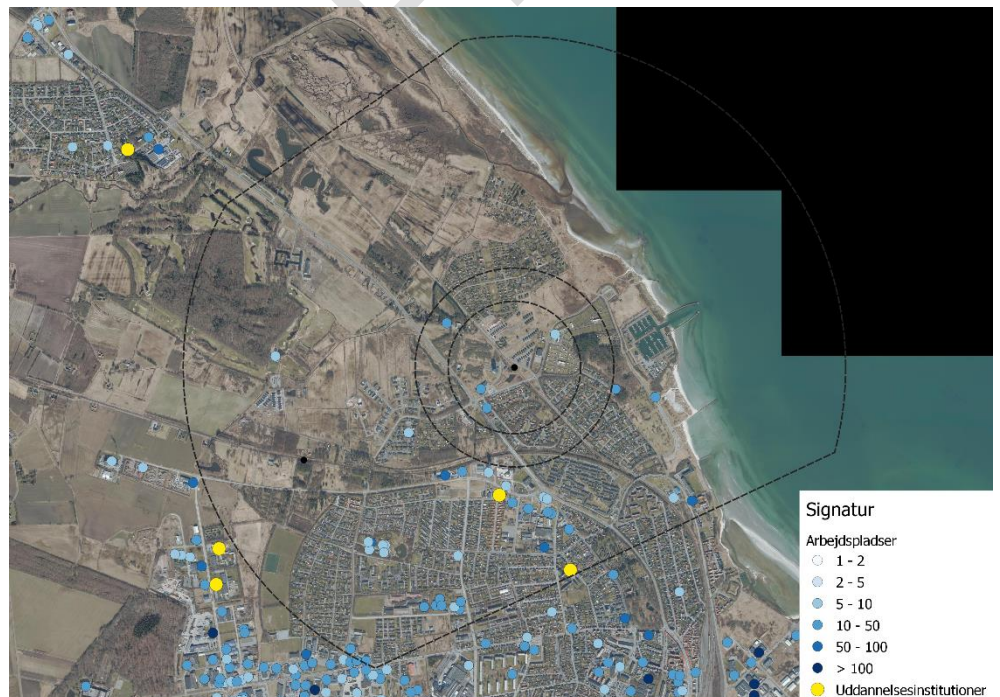 Signatur
Arbejdspladser
1 - 2
2 - 5
5 - 10
10 - 50
50 - 100
> 100
Uddannelsesinstitutioner